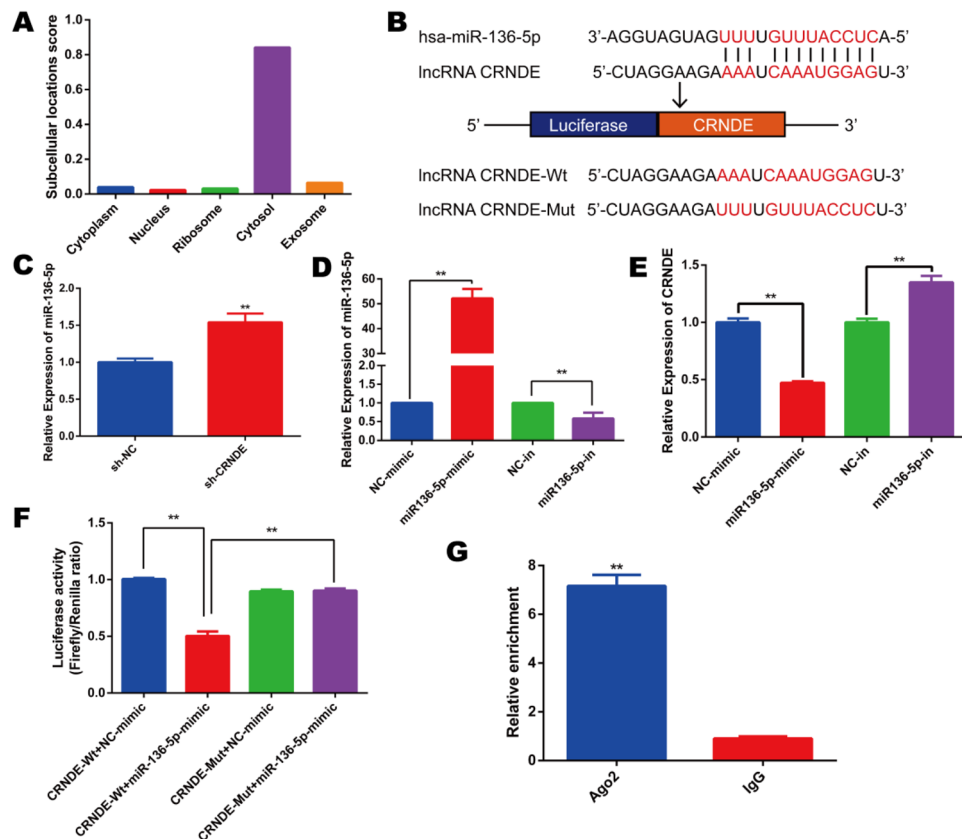 A
Subcellular locations score
1.0
0.8
0.6
0.4
0.2
0.0
Cytoplasm
Nucleus
Ribosome
Cytosol
Exosome
B
hsa-miR-136-5p 3'-AGGUAGUAGUUUUGUUUACCUCA-5'
lncRNA CRNDE 5'-CUAGGAAGAAAAUCAAAUGGAGU-3'
5' Luciferase CRNDE 3'
lncRNA CRNDE-Wt 5'-CUAGGAAGAAAAUCAAAUGGAGU-3'
lncRNA CRNDE-Mut 5'-CUAGGAAGAUUUUGUUUACCUCU-3'
C
Relative Expression of miR-136-5p
2.0
1.5
1.0
0.5
0.0
**
sh-NC
sh-CRNDE
D
Relative Expression of miR-136-5p
60
50
40
30
2.0
1.5
1.0
0.5
0.0
**
**
NC-mimic
miR136-5p-mimic
NC-in
miR136-5p-in
E
Relative Expression of CRNDE
1.5
1.0
0.5
0.0
**
**
NC-mimic
miR136-5p-mimic
NC-in
miR136-5p-in
F
Luciferase activity
(Firefly/Renilla ratio)
1.5
1.0
0.5
0.0
**
**
CRNDE-Wt+NC-mimic
CRNDE-Wt+miR-136-5p-mimic
CRNDE-Mut+NC-mimic
CRNDE-Mut+miR-136-5p-mimic
G
Relative enrichment
8
6
4
2
0
**
Ago2
IgG